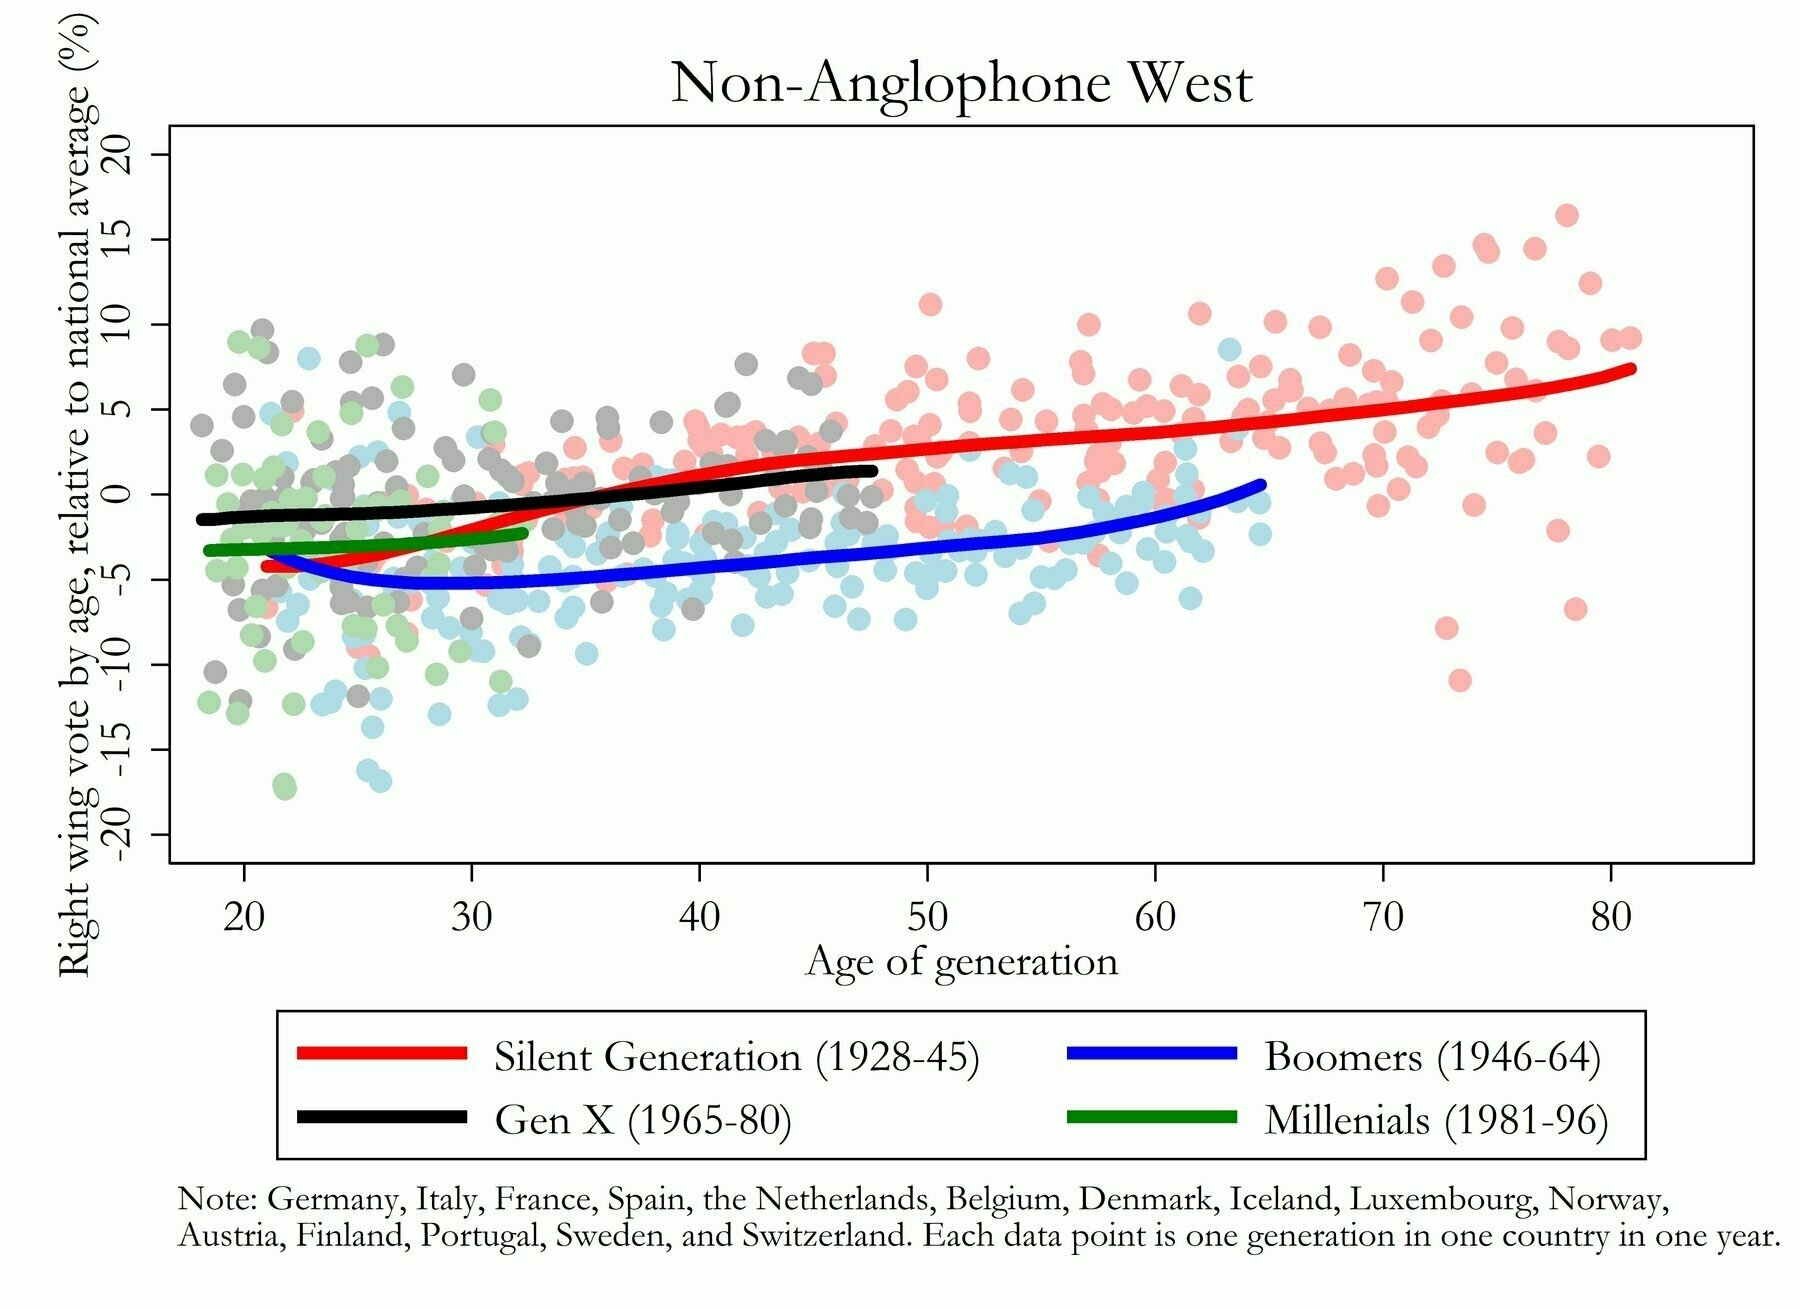 Non-Anglophone West
Right wing vote by age, relative to national average (%)
20
15
10
5
0
-5
-10
-15
-20
20 30 40 50 60 70 80
Age of generation
Silent Generation (1928-45) Boomers (1946-64)
Gen X (1965-80) Millenials (1981-96)
Note: Germany, Italy, France, Spain, the Netherlands, Belgium, Denmark, Iceland, Luxembourg, Norway,
Austria, Finland, Portugal, Sweden, and Switzerland. Each data point is one generation in one country in one year.